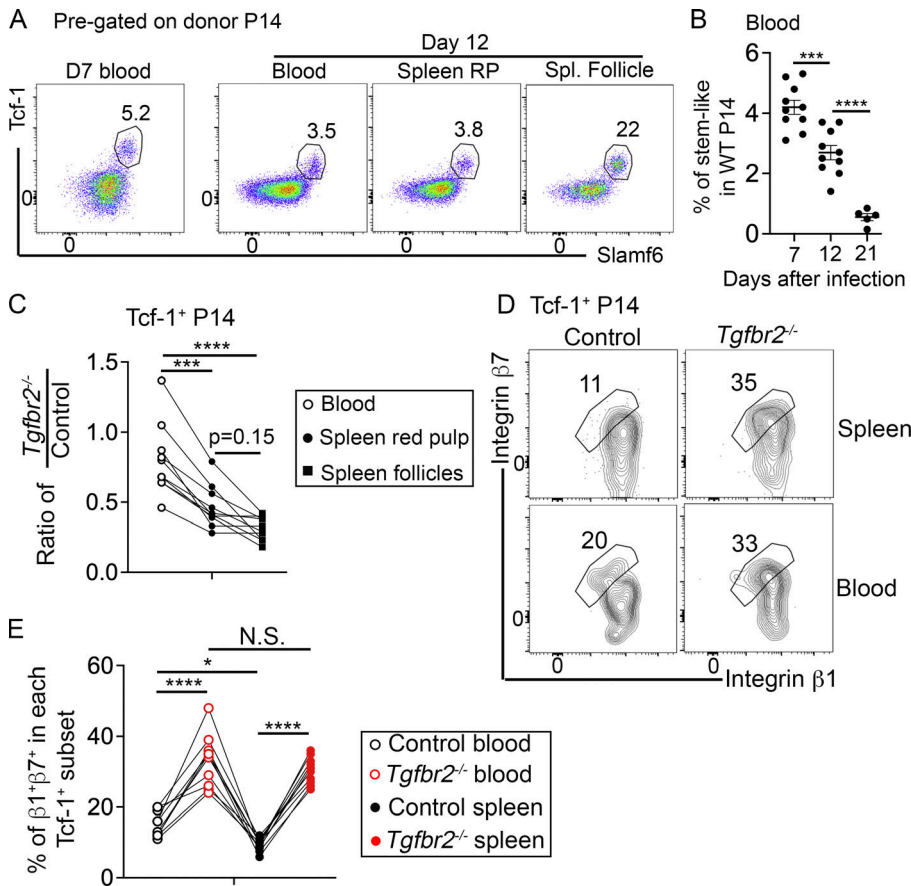 A Pre-gated on donor P14
Day 12
D7 blood Blood Spleen RP Spl. Follicle
Tcf-1
5.2 3.5 3.8 22
0
0 0 0 0
Slamf6
B Blood
% of stem-like
in WT P14
*** ****
6
4
2
0
7 12 21
Days after infection
C Tcf-1⁺ P14
Ratio of Tgfbr2⁻/⁻
Control
****
***
p=0.15
1.5
1.0
0.5
0.0
Blood
Spleen red pulp
Spleen follicles
D Tcf-1⁺ P14
Control Tgfbr2⁻/⁻
Integrin β7
11 35
Spleen
0
20 33
Blood
0
0 0
Integrin β1
E
% of β1⁺β7⁺ in each
Tcf-1⁺ subset
N.S.
*
**** ****
60
40
20
0
Control blood
Tgfbr2⁻/⁻ blood
Control spleen
Tgfbr2⁻/⁻ spleen